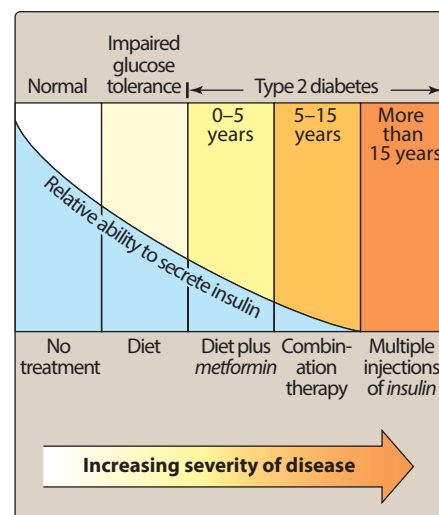 Normal
Impaired
glucose
tolerance
Type 2 diabetes
0–5
years
5–15
years
More
than
15 years
Relative ability to secrete insulin
No
treatment
Diet
Diet plus
metformin
Combin-
ation
therapy
Multiple
injections
of insulin
Increasing severity of disease